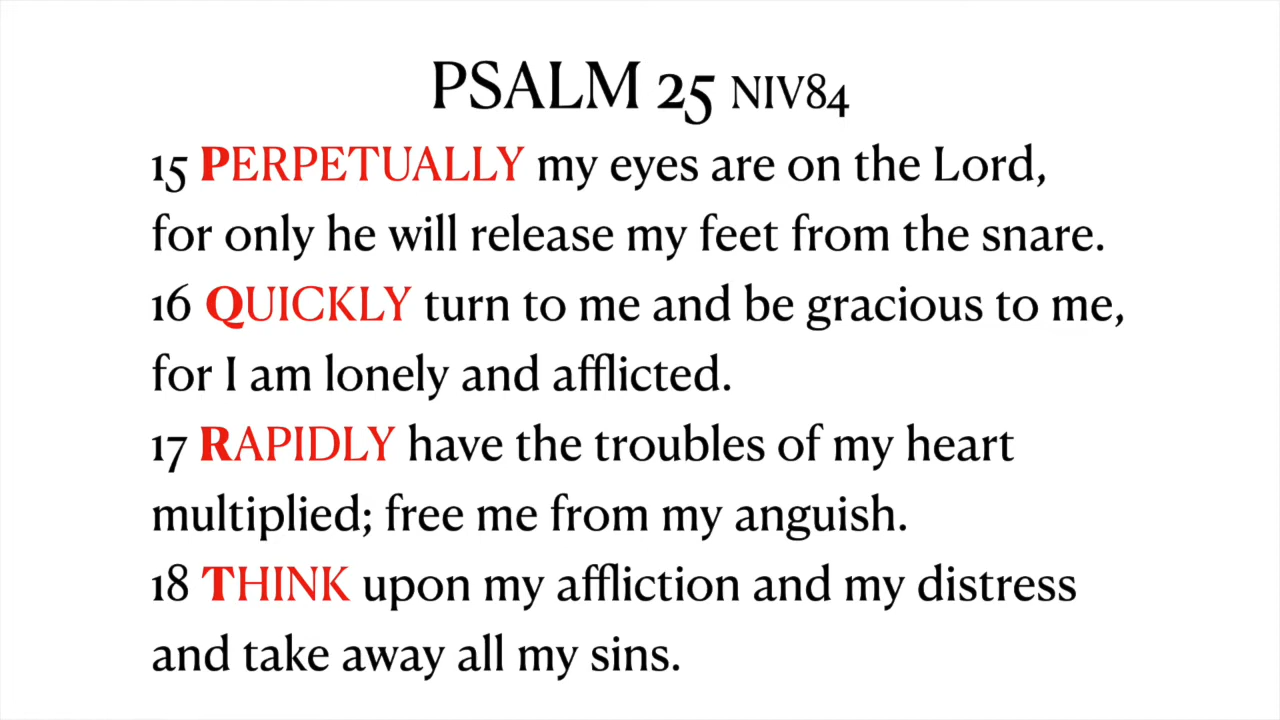 PSALM 25 NIV84
15 PERPETUALLY my eyes are on the Lord,
for only he will release my feet from the snare.
16 QUICKLY turn to me and be gracious to me,
for I am lonely and afflicted.
17 RAPIDLY have the troubles of my heart
multiplied; free me from my anguish.
18 THINK upon my affliction and my distress
and take away all my sins.